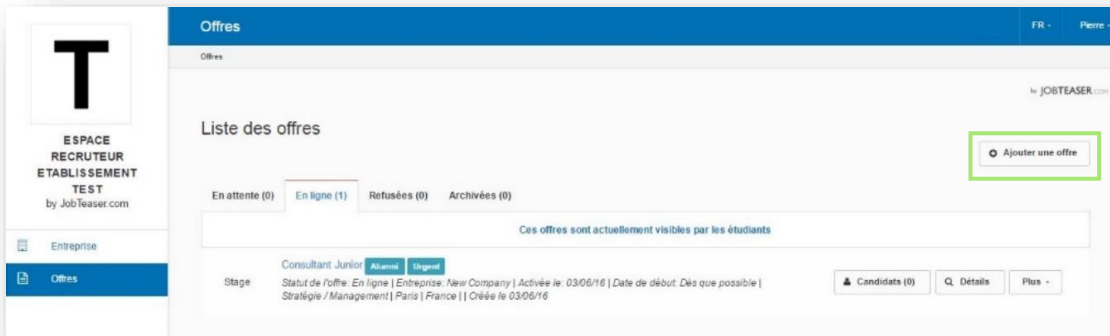 T
ESPACE
RECRUTEUR
ETABLISSEMENT
TEST
by JobTeaser.com
Entreprise
Offres
Offres
FR
Pierre
Offres
by JOBTEASER.COM
Liste des offres
Ajouter une offre
En attente (0) En ligne (1) Refusées (0) Archivées (0)
Ces offres sont actuellement visibles par les étudiants
Stage
Consultant Junior Alumni Urgent
Statut de l'offre: En ligne | Entreprise: New Company | Activée le: 03/06/16 | Date de début: Dès que possible |
Stratégie / Management | Paris | France | | Créée le 03/06/16
Candidats (0) Détails Plus